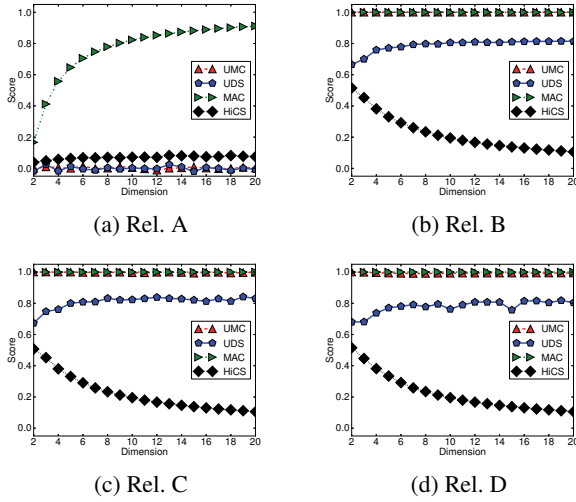 1.0
0.8
0.6
0.4
0.2
0.0
Score
2 4 6 8 10 12 14 16 18 20
Dimension
UMC
UDS
MAC
HiCS
(a) Rel. A
1.0
0.8
0.6
0.4
0.2
0.0
Score
2 4 6 8 10 12 14 16 18 20
Dimension
UMC
UDS
MAC
HiCS
(b) Rel. B
1.0
0.8
0.6
0.4
0.2
0.0
Score
2 4 6 8 10 12 14 16 18 20
Dimension
UMC
UDS
MAC
HiCS
(c) Rel. C
1.0
0.8
0.6
0.4
0.2
0.0
Score
2 4 6 8 10 12 14 16 18 20
Dimension
UMC
UDS
MAC
HiCS
(d) Rel. D